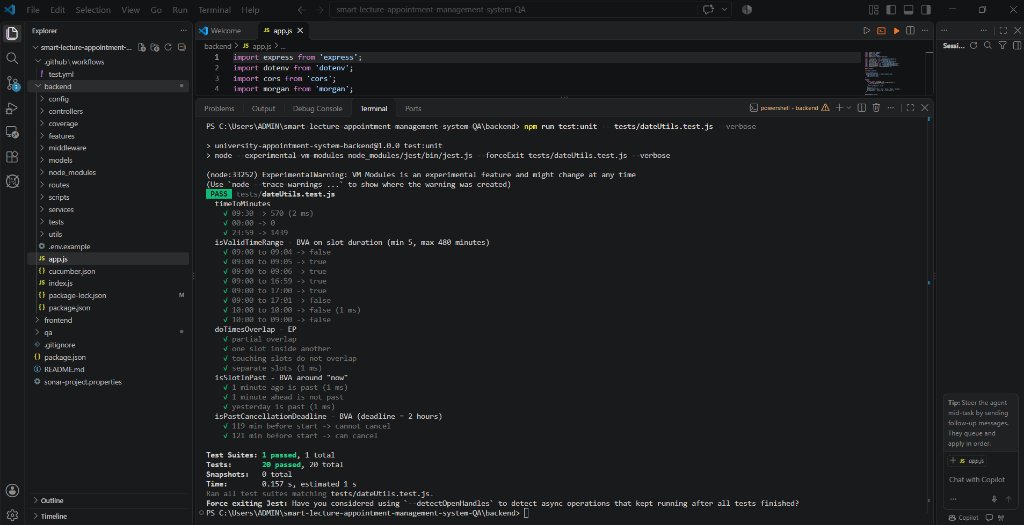 File Edit Selection View Go Run Terminal Help
smart-lecture-appointment-management-system-QA
Explorer
smart-lecture-appointment-...
.github\workflows
test.yml
backend
config
controllers
coverage
features
middleware
models
node_modules
routes
scripts
services
tests
utils
.env.example
JS app.js
{} cucumber.json
JS index.js
{} package-lock.json M
{} package.json
frontend
qa
.gitignore
{} package.json
README.md
sonar-project.properties
Outline
Timeline
Welcome
JS app.js
backend > JS app.js > ...
1 import express from 'express';
2 import dotenv from 'dotenv';
3 import cors from 'cors';
4 import morgan from 'morgan';
Problems Output Debug Console Terminal Ports
powershell - backend
PS C:\Users\ADMIN\smart-lecture-appointment-management-system-QA\backend> npm run test:unit -- tests/dateUtils.test.js --verbose
> university-appointment-system-backend@1.0.0 test:unit
> node --experimental-vm-modules node_modules/jest/bin/jest.js --forceExit tests/dateUtils.test.js --verbose
(node:33252) ExperimentalWarning: VM Modules is an experimental feature and might change at any time
(Use `node --trace-warnings ...` to show where the warning was created)
PASS tests/dateUtils.test.js
timeToMinutes
√ 09:30 -> 570 (2 ms)
√ 00:00 -> 0
√ 23:59 -> 1439
isValidTimeRange - BVA on slot duration (min 5, max 480 minutes)
√ 09:00 to 09:04 -> false
√ 09:00 to 09:05 -> true
√ 09:00 to 09:06 -> true
√ 09:00 to 16:59 -> true
√ 09:00 to 17:00 -> true
√ 09:00 to 17:01 -> false
√ 10:00 to 10:00 -> false (1 ms)
√ 10:00 to 09:00 -> false
doTimesOverlap - EP
√ partial overlap
√ one slot inside another
√ touching slots do not overlap
√ separate slots (1 ms)
isSlotInPast - BVA around "now"
√ 1 minute ago is past (1 ms)
√ 1 minute ahead is not past
√ yesterday is past (1 ms)
isPastCancellationDeadline - BVA (deadline = 2 hours)
√ 119 min before start -> cannot cancel
√ 121 min before start -> can cancel
Test Suites: 1 passed, 1 total
Tests: 20 passed, 20 total
Snapshots: 0 total
Time: 0.157 s, estimated 1 s
Ran all test suites matching tests/dateUtils.test.js.
Force exiting Jest: Have you considered using `--detectOpenHandles` to detect async operations that kept running after all tests finished?
PS C:\Users\ADMIN\smart-lecture-appointment-management-system-QA\backend>
Sessi...
Tip: Steer the agent
mid-task by sending
follow-up messages.
They queue and
apply in order.
JS app.js
Chat with Copilot
Copilot